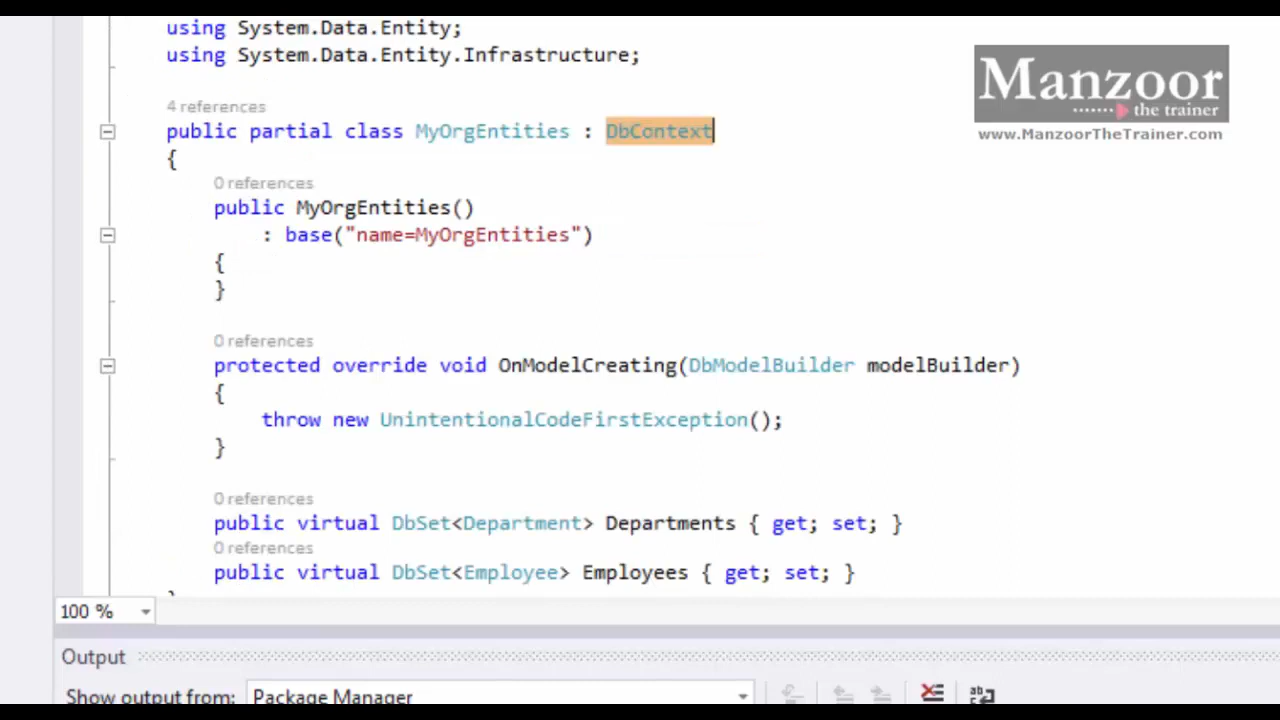 using System.Data.Entity;
using System.Data.Entity.Infrastructure;
Manzoor
the trainer
www.ManzoorTheTrainer.com
4 references
public partial class MyOrgEntities : DbContext
{
0 references
public MyOrgEntities()
: base("name=MyOrgEntities")
{
}
0 references
protected override void OnModelCreating(DbModelBuilder modelBuilder)
{
throw new UnintentionalCodeFirstException();
}
0 references
public virtual DbSet<Department> Departments { get; set; }
0 references
public virtual DbSet<Employee> Employees { get; set; }
}
100 %
Output
Show output from: Package Manager